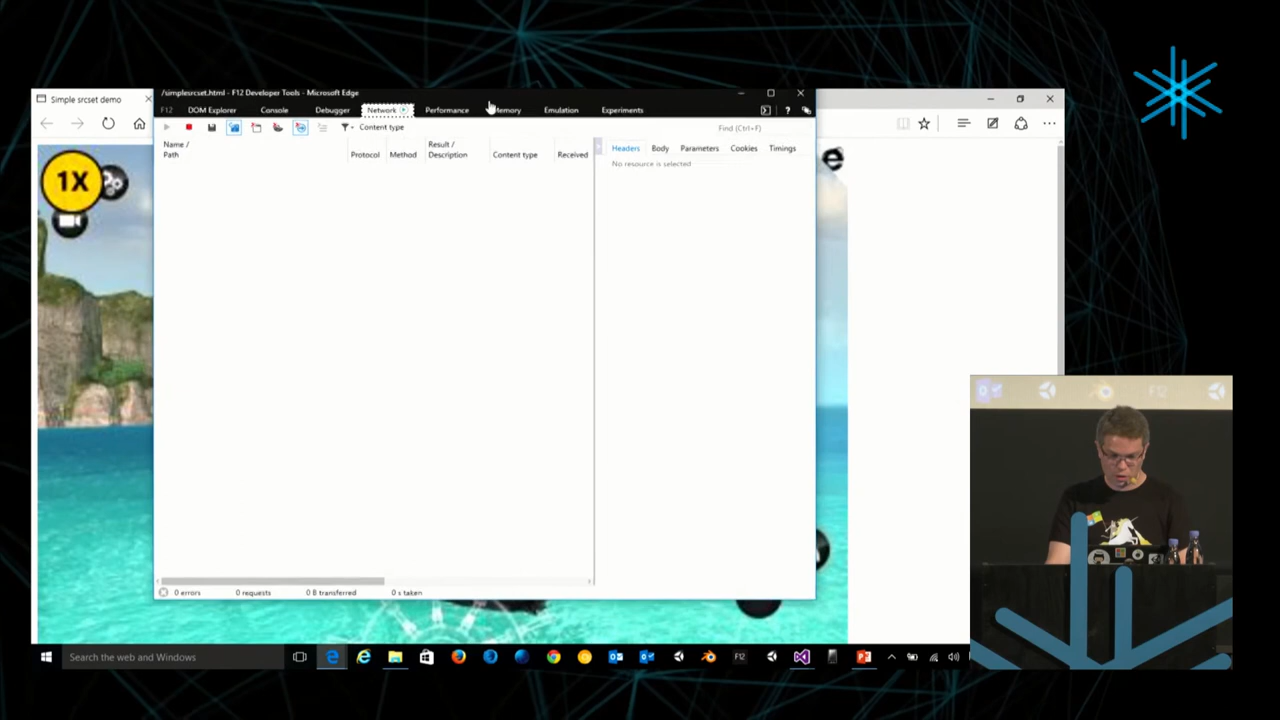 Simple srcset demo
/simplesrcset.html - F12 Developer Tools - Microsoft Edge
F12 DOM Explorer Console Debugger Network Performance Memory Emulation Experiments ?
Content type
Find (Ctrl+F)
Name /
Path
Protocol
Method
Result /
Description
Content type
Received
Headers Body Parameters Cookies Timings
No resource is selected
1X
e
0 errors 0 requests 0 B transferred 0 s taken
Search the web and Windows
F12
F12